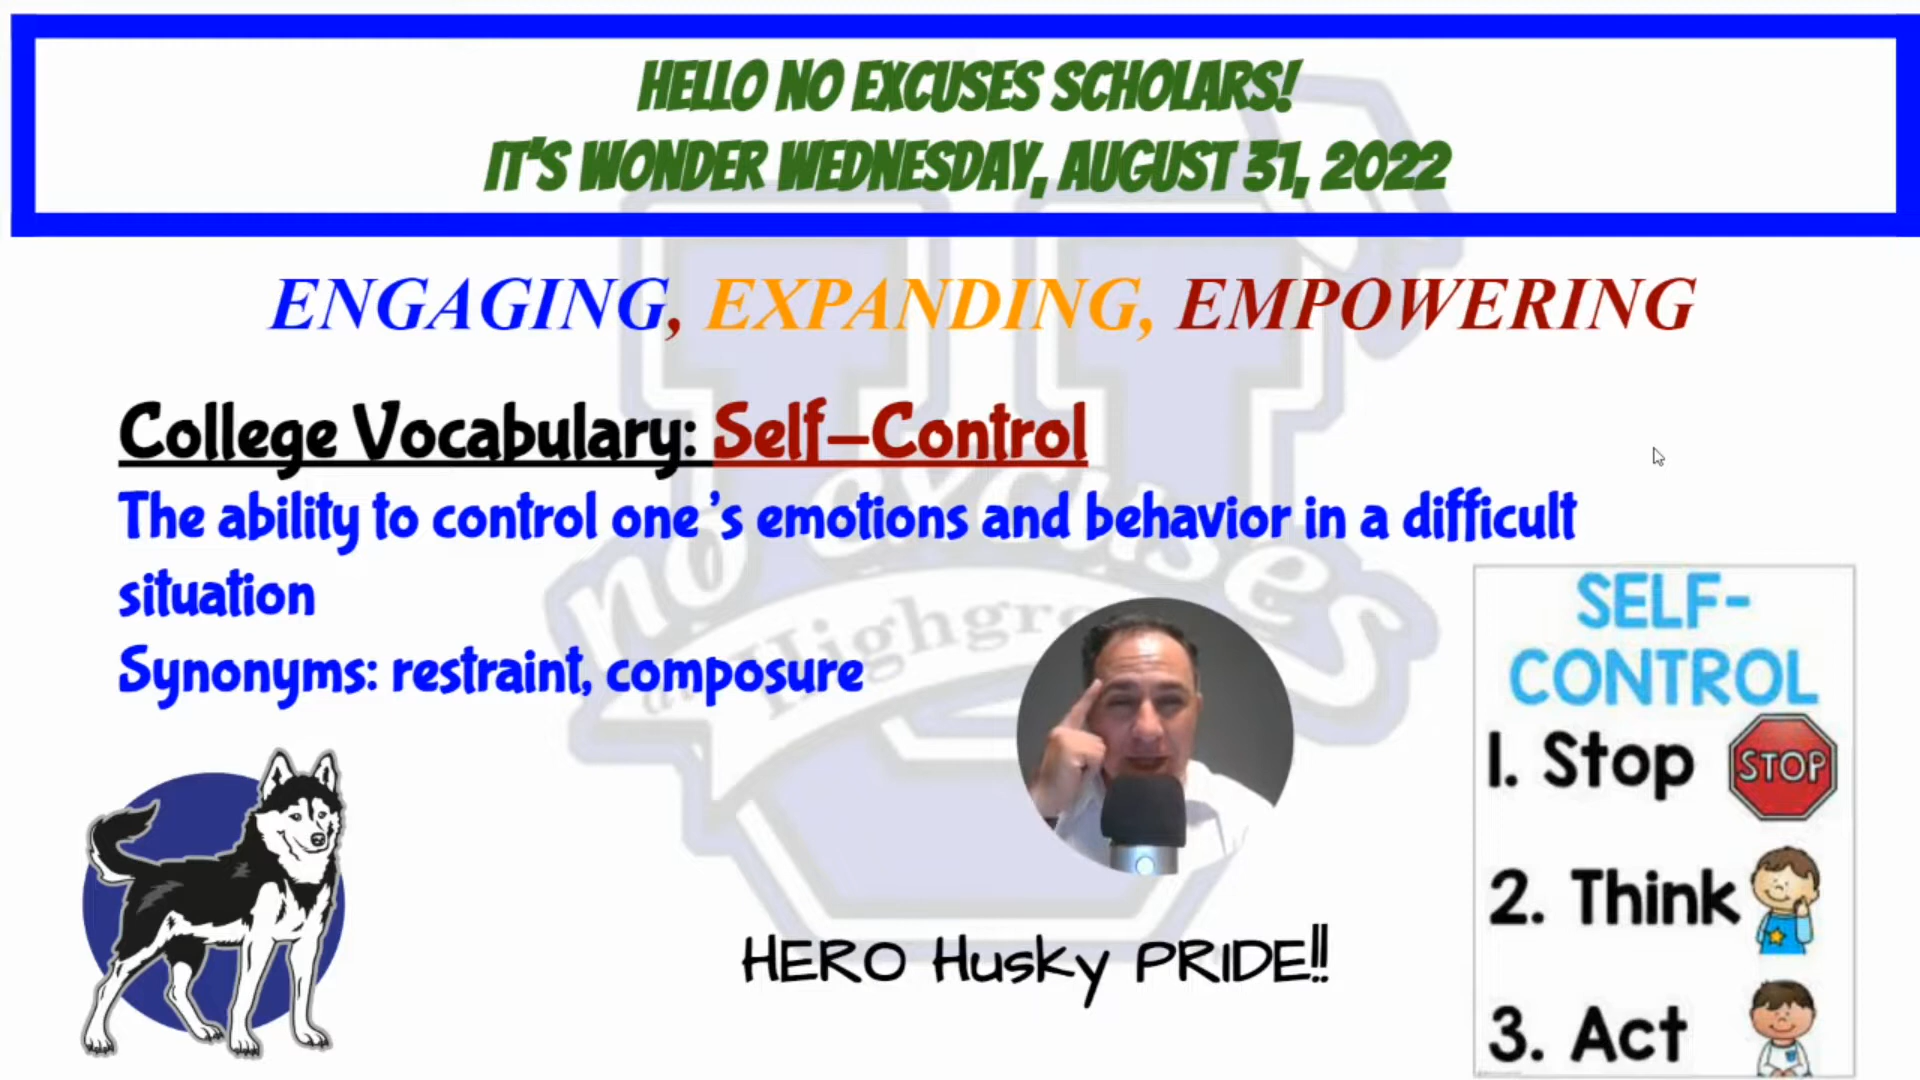 HELLO NO EXCUSES SCHOLARS!
IT'S WONDER WEDNESDAY, AUGUST 31, 2022
ENGAGING, EXPANDING, EMPOWERING
College Vocabulary: Self-Control
The ability to control one's emotions and behavior in a difficult
situation
Synonyms: restraint, composure
no excuses
SELF-
CONTROL
1. Stop
STOP
2. Think
3. Act
HERO Husky PRIDE!!